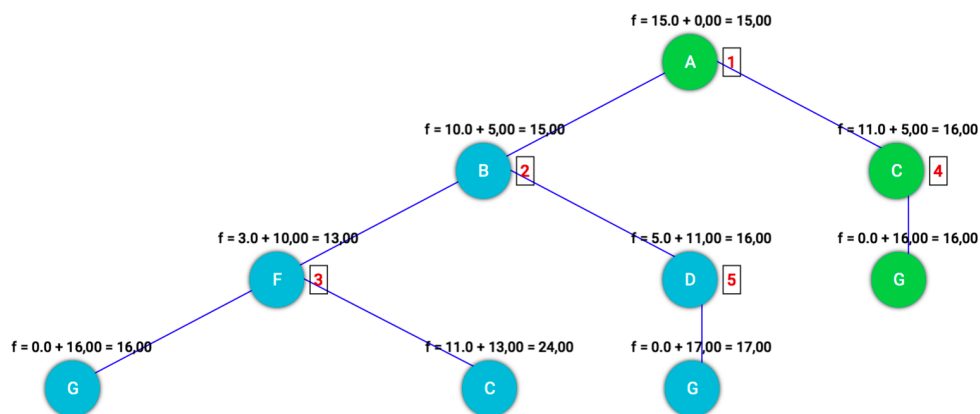 f = 15.0 + 0,00 = 15,00
A
1
f = 10.0 + 5,00 = 15,00
f = 11.0 + 5,00 = 16,00
B
2
C
4
f = 3.0 + 10,00 = 13,00
f = 5.0 + 11,00 = 16,00
f = 0.0 + 16,00 = 16,00
F
3
D
5
G
f = 0.0 + 16,00 = 16,00
f = 11.0 + 13,00 = 24,00
f = 0.0 + 17,00 = 17,00
G
C
G